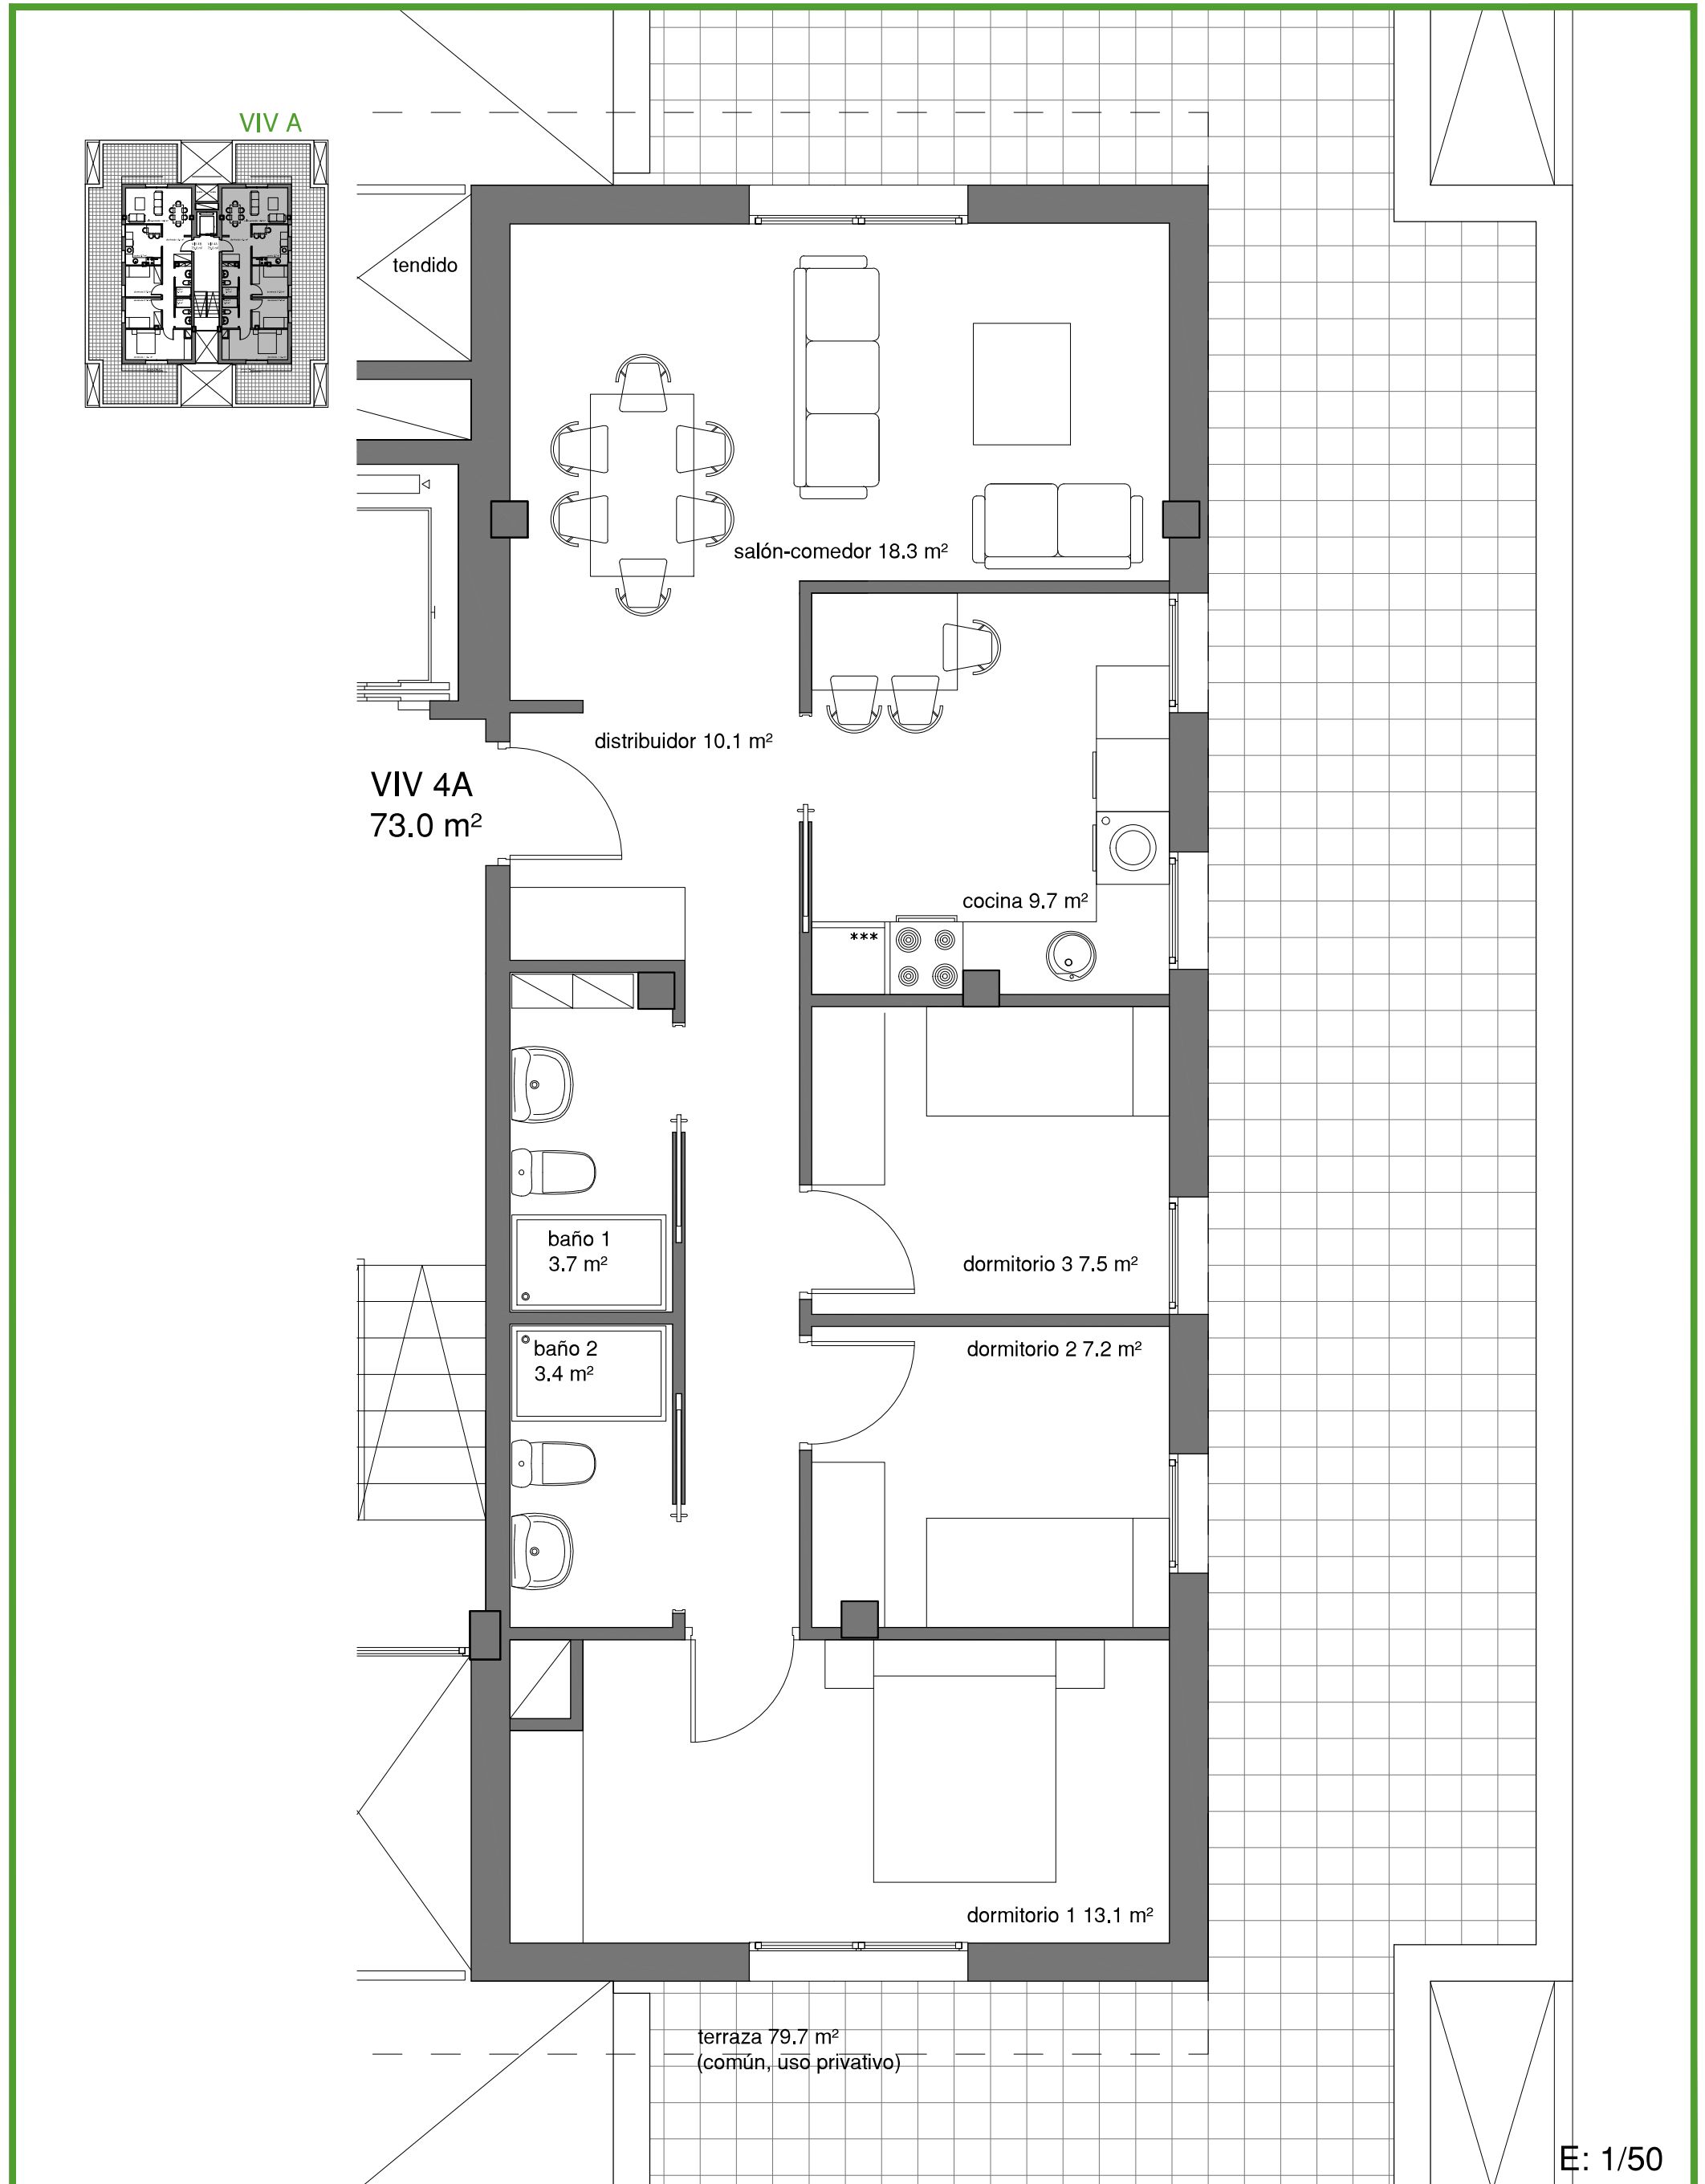 VIV A
tendido
salón-comedor 18.3 m²
distribuidor 10.1 m²
VIV 4A
73.0 m²
cocina 9.7 m²
***
baño 1
3.7 m²
dormitorio 3 7.5 m²
baño 2
3.4 m²
dormitorio 2 7.2 m²
dormitorio 1 13.1 m²
terraza 79.7 m²
(común, uso privativo)
E: 1/50